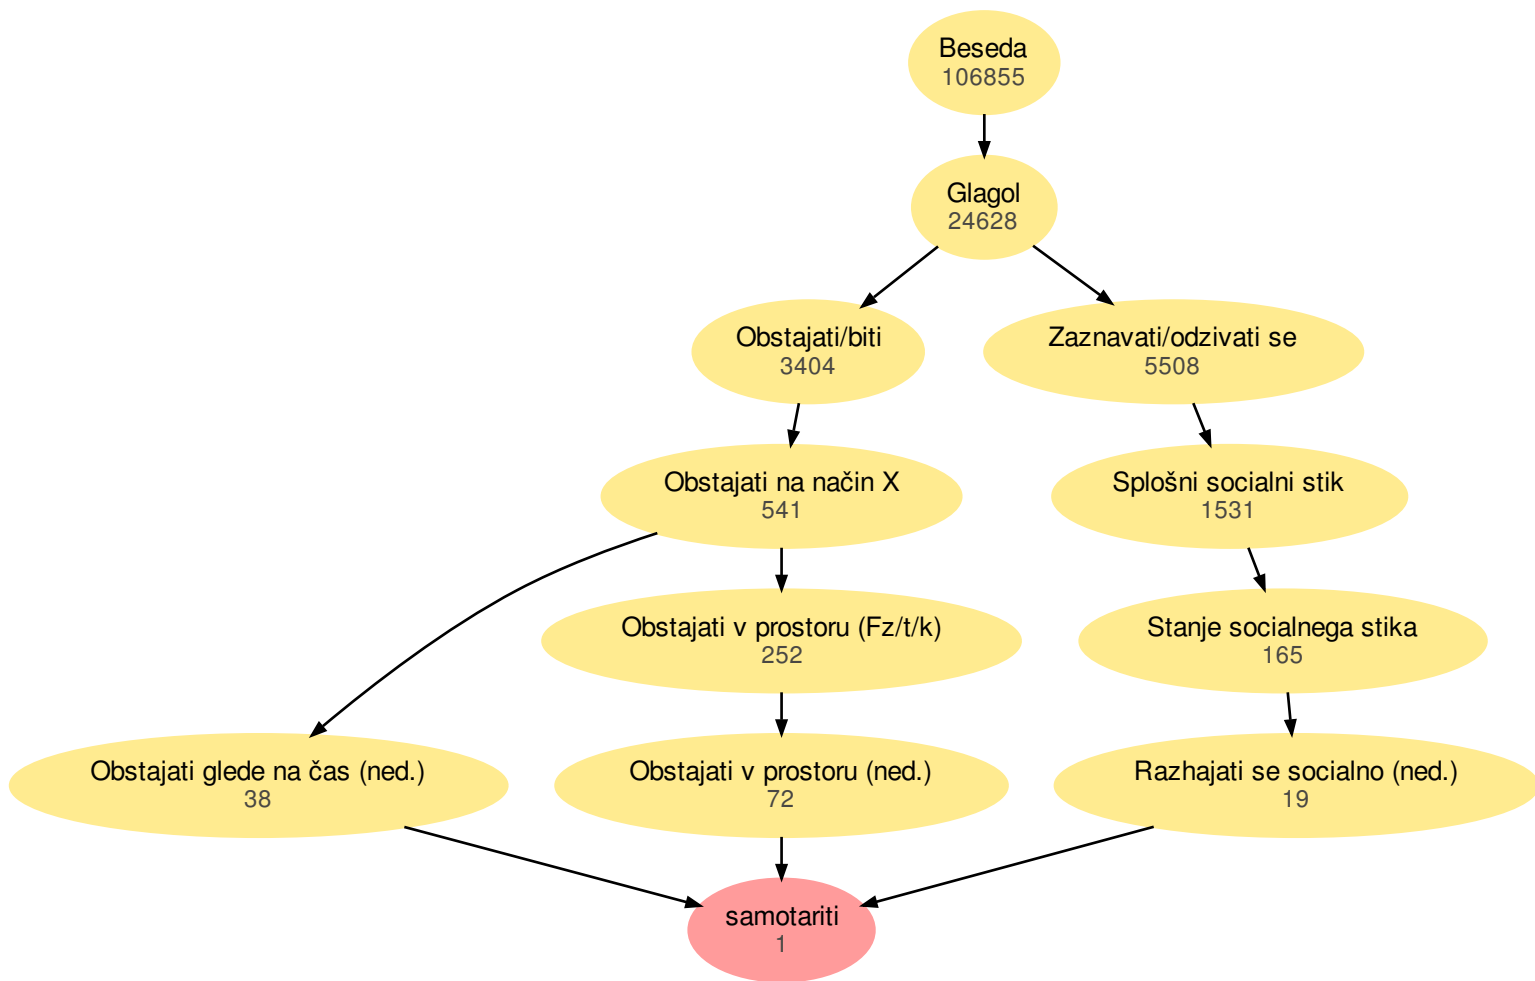 Beseda
106855
Glagol
24628
Obstajati/biti
3404
Zaznavati/odzivati se
5508
Obstajati na način X
541
Splošni socialni stik
1531
Obstajati v prostoru (Fz/t/k)
252
Stanje socialnega stika
165
Obstajati glede na čas (ned.)
38
Obstajati v prostoru (ned.)
72
Razhajati se socialno (ned.)
19
samotariti
1